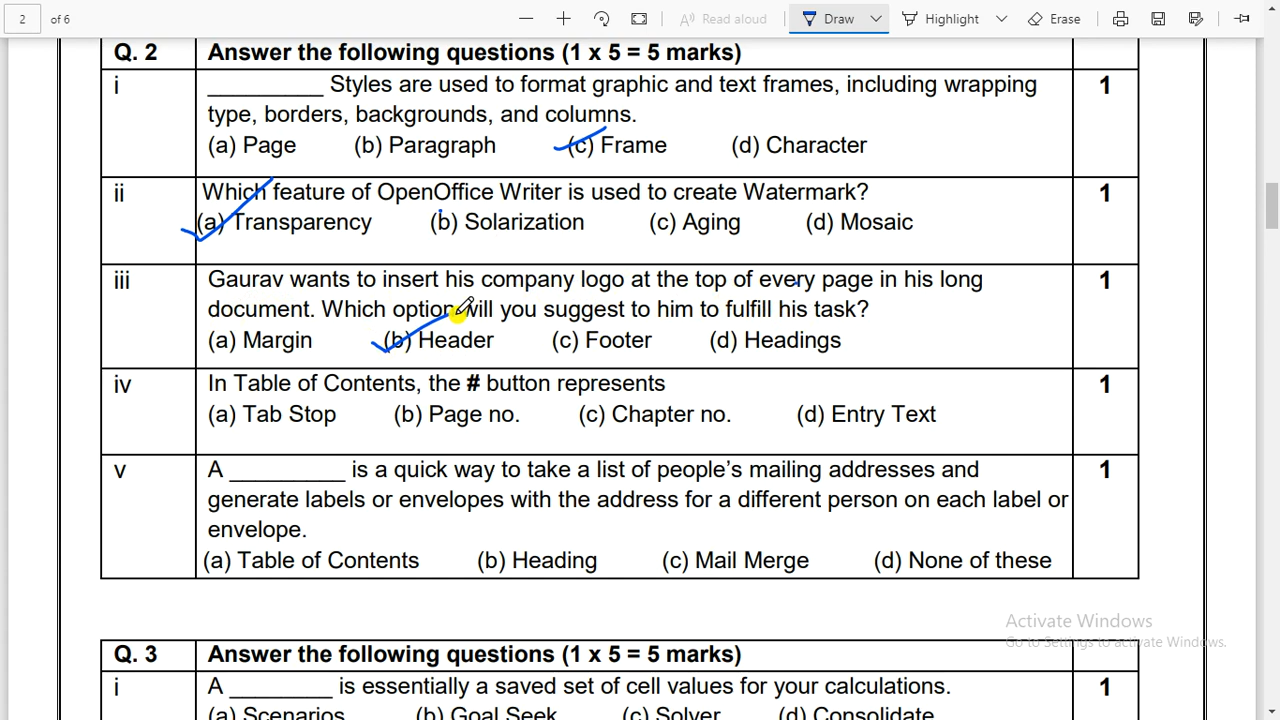 2 of 6 Read aloud Draw Highlight Erase
Q. 2 Answer the following questions (1 x 5 = 5 marks)
i _________ Styles are used to format graphic and text frames, including wrapping 1
type, borders, backgrounds, and columns.
(a) Page (b) Paragraph (c) Frame (d) Character
ii Which feature of OpenOffice Writer is used to create Watermark? 1
(a) Transparency (b) Solarization (c) Aging (d) Mosaic
iii Gaurav wants to insert his company logo at the top of every page in his long 1
document. Which option will you suggest to him to fulfill his task?
(a) Margin (b) Header (c) Footer (d) Headings
iv In Table of Contents, the # button represents 1
(a) Tab Stop (b) Page no. (c) Chapter no. (d) Entry Text
v A _________ is a quick way to take a list of people's mailing addresses and 1
generate labels or envelopes with the address for a different person on each label or
envelope.
(a) Table of Contents (b) Heading (c) Mail Merge (d) None of these
Activate Windows
Go to Settings to activate Windows.
Q. 3 Answer the following questions (1 x 5 = 5 marks)
i A ________ is essentially a saved set of cell values for your calculations. 1
(a) Scenarios (b) Goal Seek (c) Solver (d) Consolidate